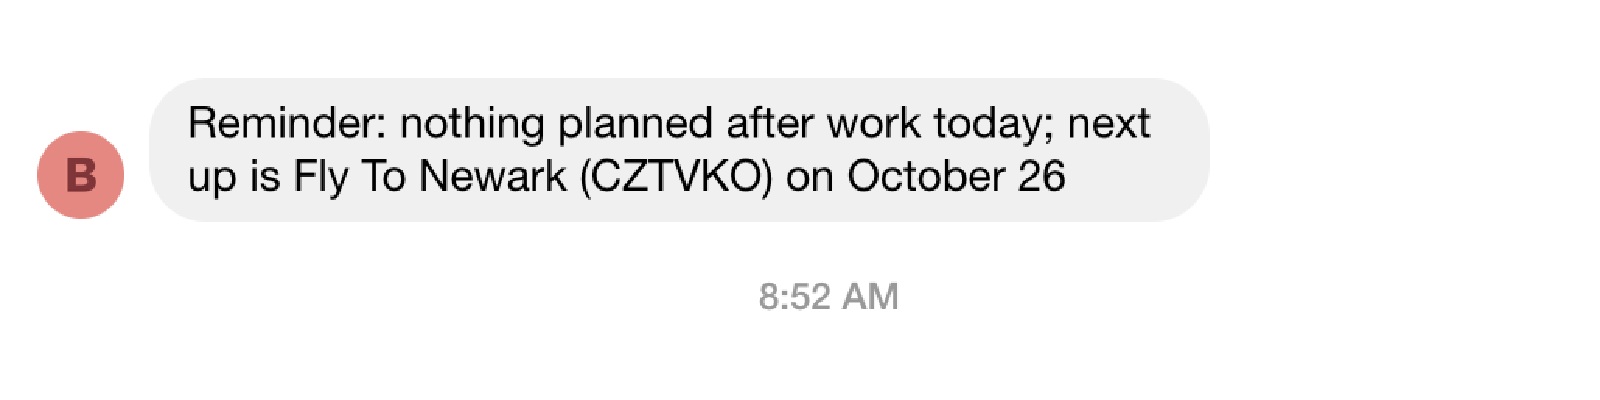 Reminder: nothing planned after work today; next
B
up is Fly To Newark (CZTVKO) on October 26
8:52 AM